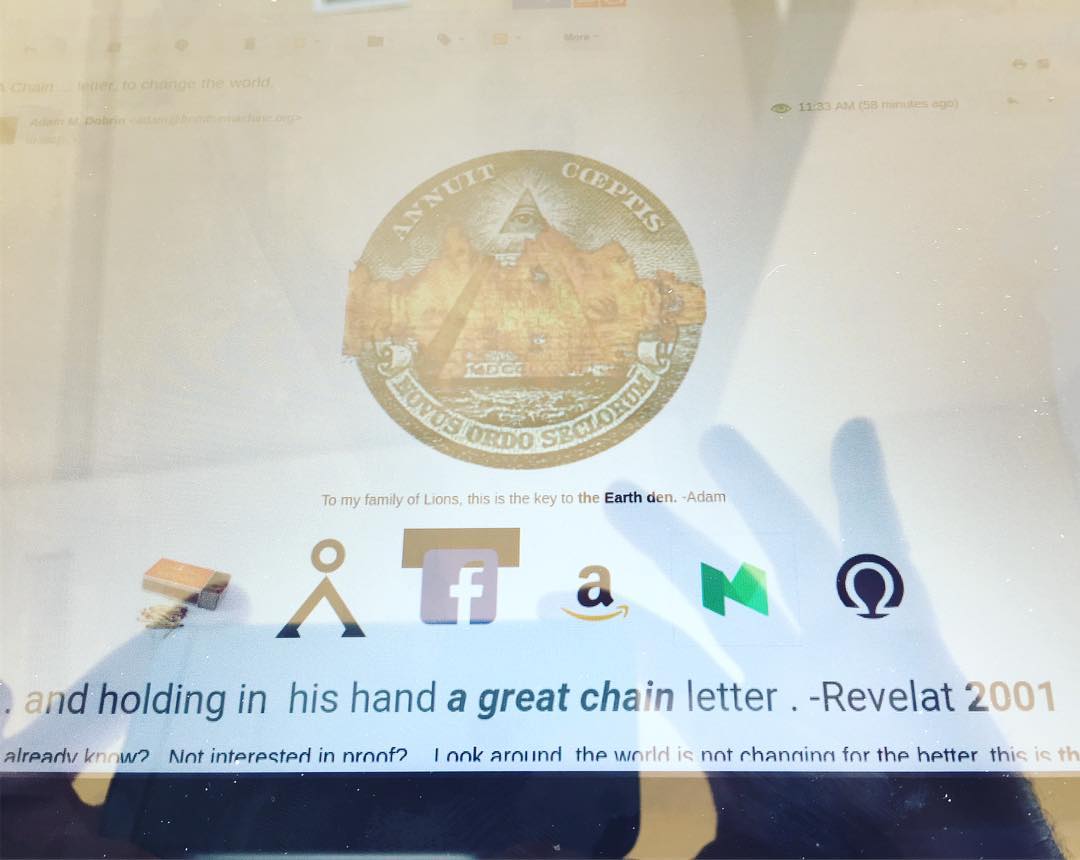 More
A Chain ... letter, to change the world.
Adam M. Dobrin <adam@fromthemachine.org>
11:33 AM (58 minutes ago)
ANNUIT CŒPTIS
NOVUS ORDO SECLORUM
To my family of Lions, this is the key to the Earth den. -Adam
f
a
. and holding in his hand a great chain letter . -Revelat 2001
already know? Not interested in proof? Look around, the world is not changing for the better, this is th